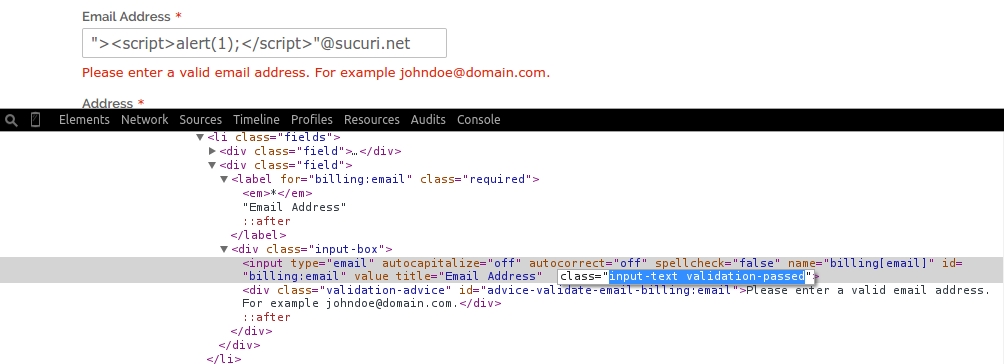 Email Address *
"><script>alert(1);</script>"@sucuri.net
Please enter a valid email address. For example johndoe@domain.com.
Address *
Elements Network Sources Timeline Profiles Resources Audits Console
<li class="fields">
<div class="field">…</div>
<div class="field">
<label for="billing:email" class="required">
<em>*</em>
"Email Address"
::after
</label>
<div class="input-box">
<input type="email" autocapitalize="off" autocorrect="off" spellcheck="false" name="billing[email]" id=
"billing:email" value title="Email Address" class="input-text validation-passed">
<div class="validation-advice" id="advice-validate-email-billing:email">Please enter a valid email address.
For example johndoe@domain.com.</div>
::after
</div>
</div>
</li>